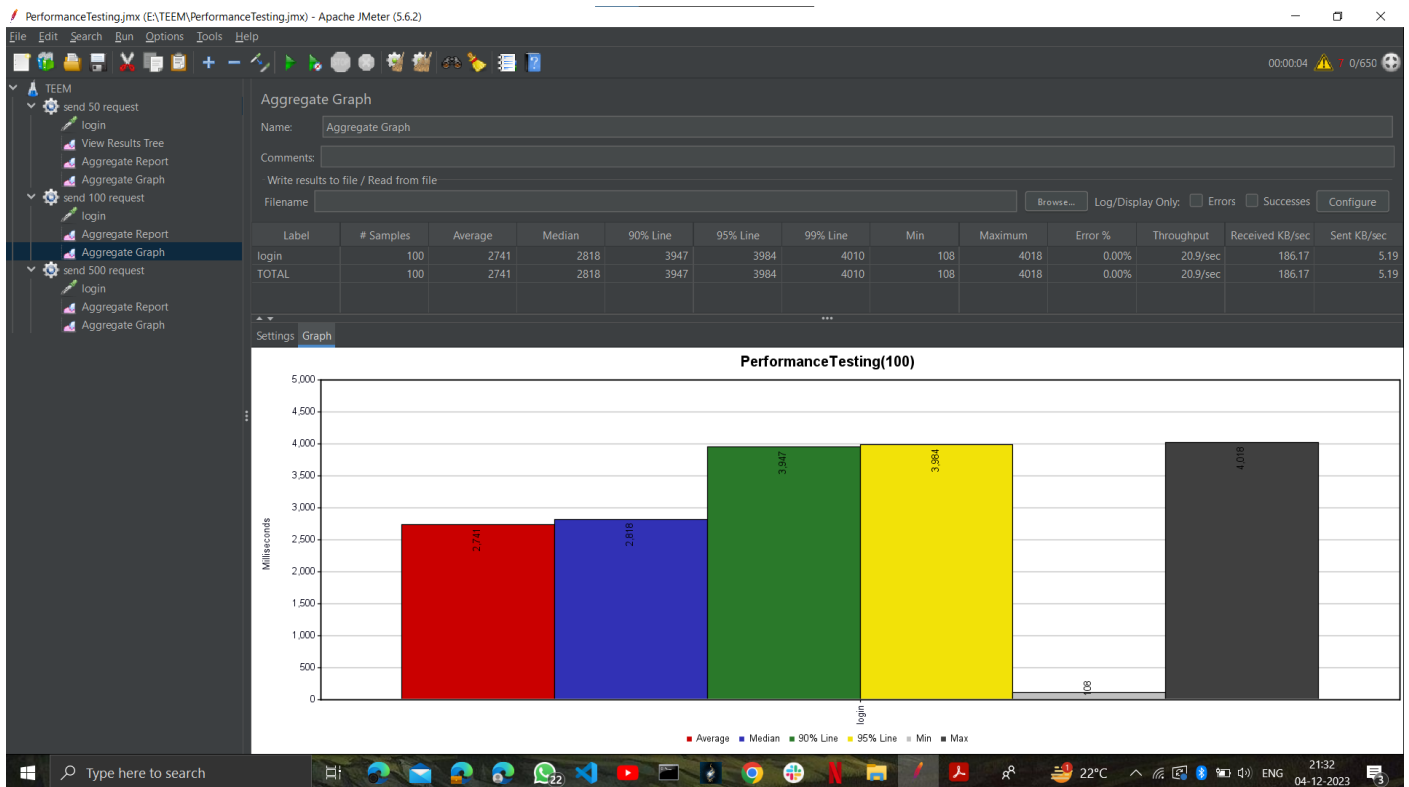 PerformanceTesting.jmx (E:\TEEM\PerformanceTesting.jmx) - Apache JMeter (5.6.2)
File Edit Search Run Options Tools Help
00:00:04 0/650
TEEM
send 50 request
login
View Results Tree
Aggregate Report
Aggregate Graph
send 100 request
login
Aggregate Report
Aggregate Graph
send 500 request
login
Aggregate Report
Aggregate Graph
Aggregate Graph
Name: Aggregate Graph
Comments:
Write results to file / Read from file
Filename Browse... Log/Display Only: Errors Successes Configure
Label # Samples Average Median 90% Line 95% Line 99% Line Min Maximum Error % Throughput Received KB/sec Sent KB/sec
login 100 2741 2818 3947 3984 4010 108 4018 0.00% 20.9/sec 186.17 5.19
TOTAL 100 2741 2818 3947 3984 4010 108 4018 0.00% 20.9/sec 186.17 5.19
Settings Graph
PerformanceTesting(100)
5,000
4,500
4,000
3,500
3,000
2,500
2,000
1,500
1,000
500
0
Milliseconds
2,741
2,818
3,947
3,984
108
4,018
login
Average Median 90% Line 95% Line Min Max
Type here to search
22
22°C
ENG
21:32
04-12-2023
3